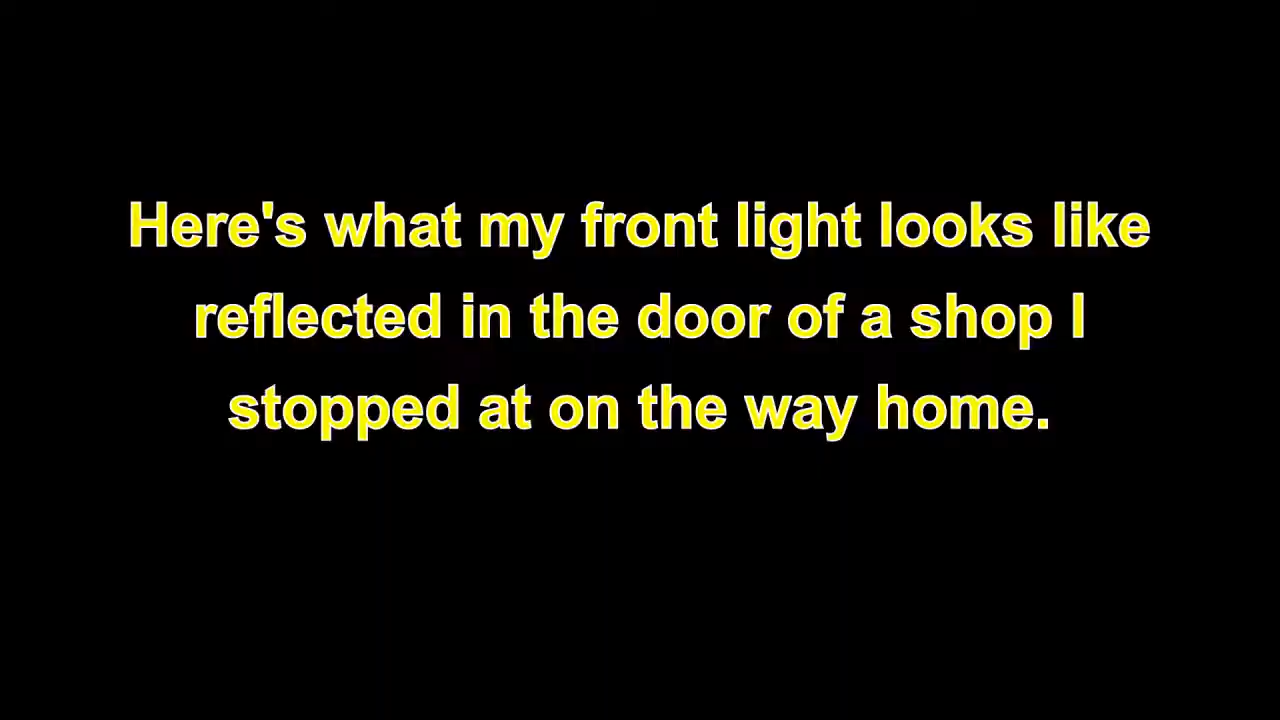 Here's what my front light looks like
reflected in the door of a shop I
stopped at on the way home.